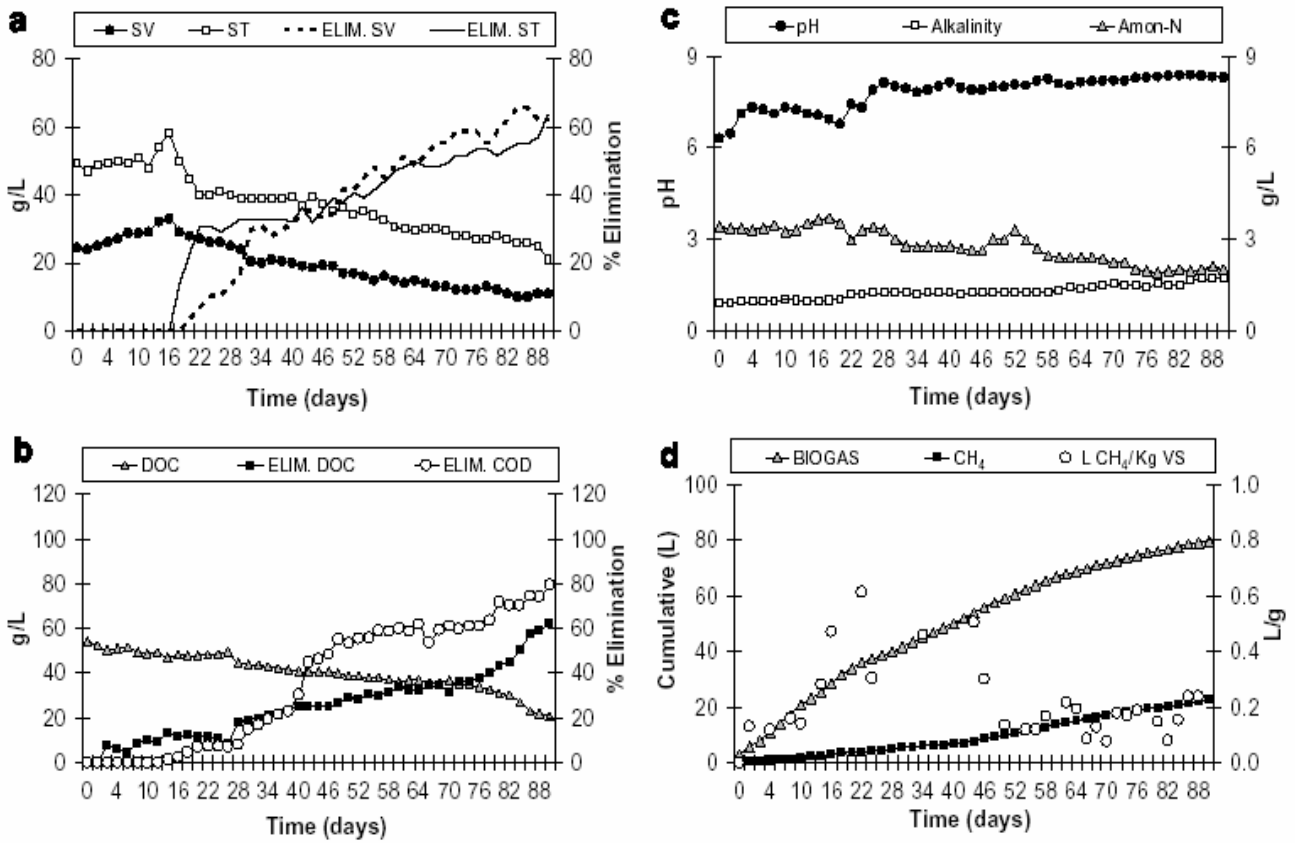 a
SV ST ELIM. SV ELIM. ST
80 80
60 60
40 40
20 20
0 0
g/L
% Elimination
0 4 10 16 22 28 34 40 46 52 58 64 70 76 82 88
Time (days)
c
pH Alkalinity Amon-N
9 9
6 6
3 3
0 0
pH
g/L
0 4 10 16 22 28 34 40 46 52 58 64 70 76 82 88
Time (days)
b
DOC ELIM. DOC ELIM. COD
120 120
100 100
80 80
60 60
40 40
20 20
0 0
g/L
% Elimination
0 4 10 16 22 28 34 40 46 52 58 64 70 76 82 88
Time (days)
d
BIOGAS CH4 L CH4/Kg VS
100 1.0
80 0.8
60 0.6
40 0.4
20 0.2
0 0.0
Cumulative (L)
L/g
0 4 10 16 22 28 34 40 46 52 58 64 70 76 82 88
Time (days)